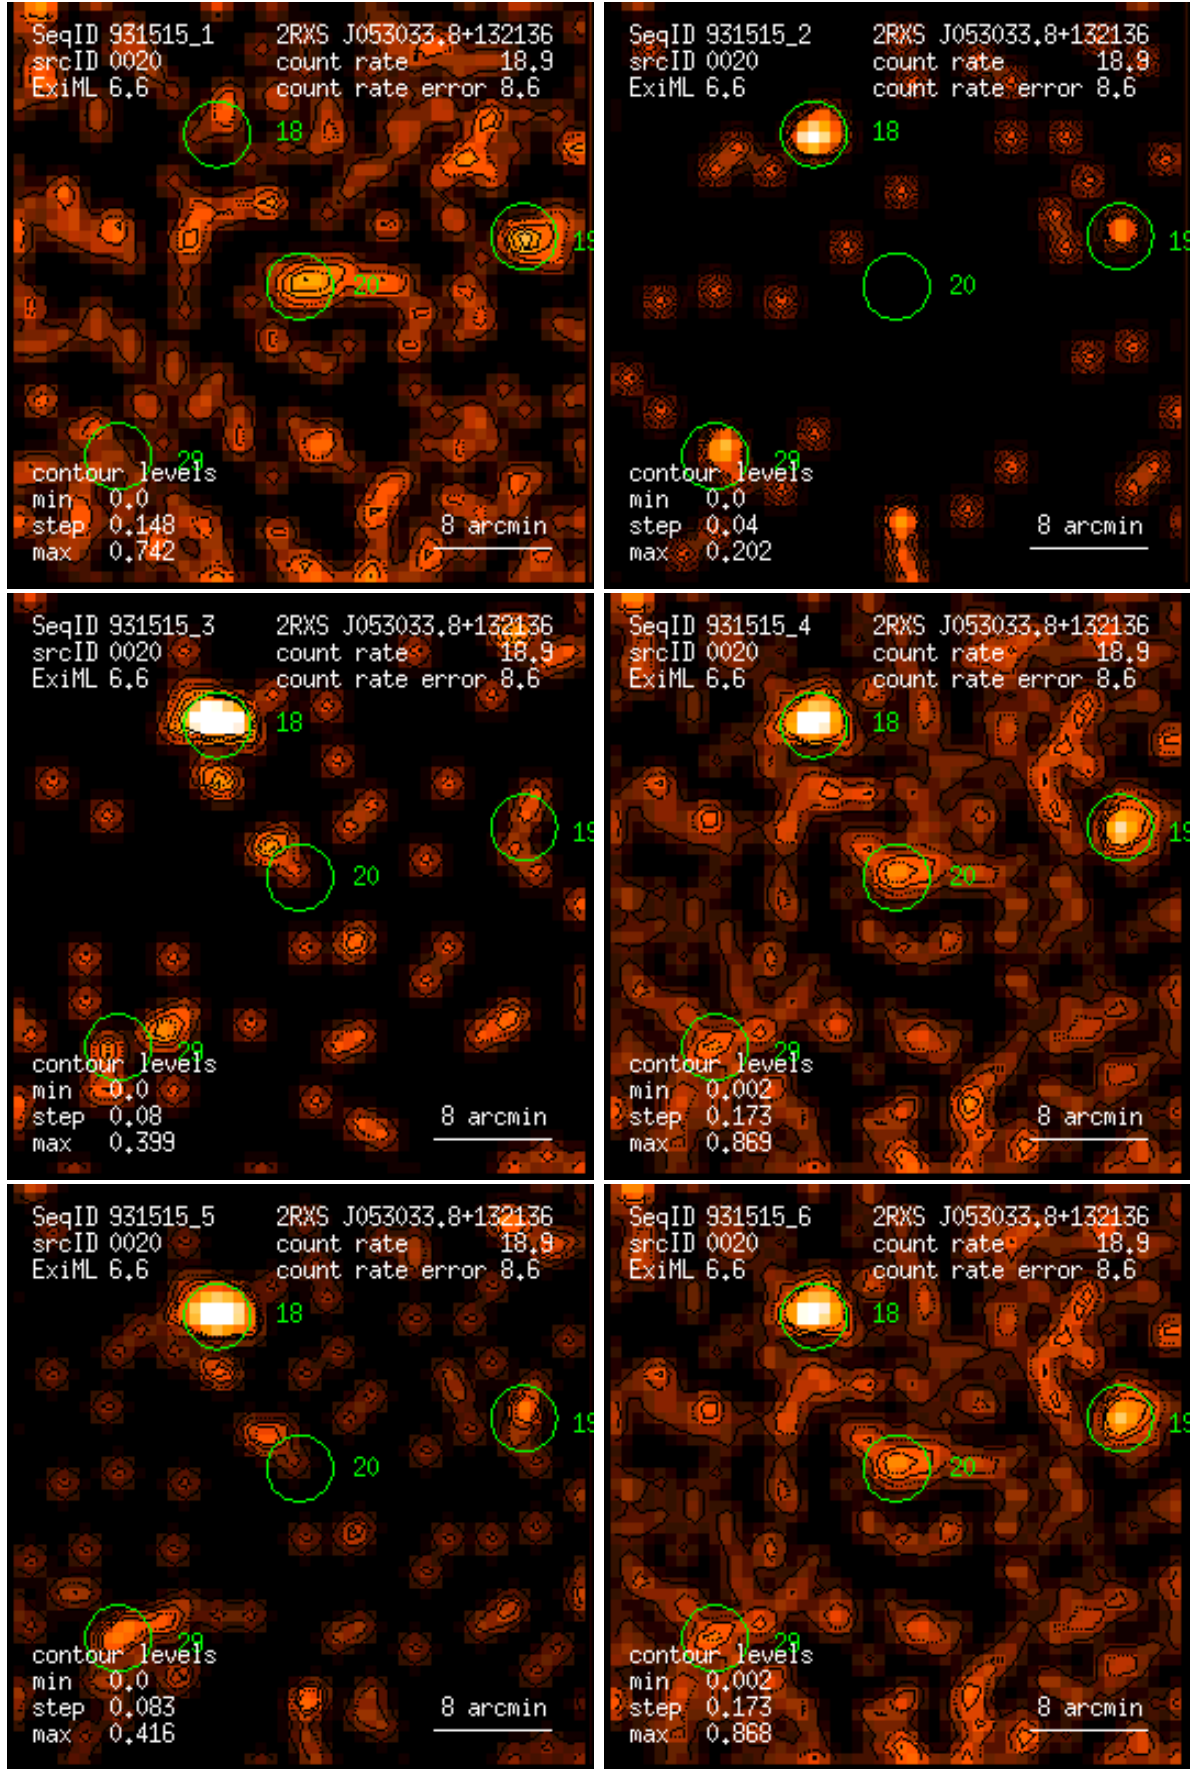 SeqID 931515_1 2RXS J053033.8+132136
srcID 0020 count rate 18.9
ExiML 6.6 count rate error 8.6
18
19
20
29
contour levels
min 0.0
step 0.148
max 0.742
8 arcmin
SeqID 931515_2 2RXS J053033.8+132136
srcID 0020 count rate 18.9
ExiML 6.6 count rate error 8.6
18
19
20
29
contour levels
min 0.0
step 0.04
max 0.202
8 arcmin
SeqID 931515_3 2RXS J053033.8+132136
srcID 0020 count rate 18.9
ExiML 6.6 count rate error 8.6
18
19
20
29
contour levels
min 0.0
step 0.08
max 0.399
8 arcmin
SeqID 931515_4 2RXS J053033.8+132136
srcID 0020 count rate 18.9
ExiML 6.6 count rate error 8.6
18
19
20
29
contour levels
min 0.002
step 0.173
max 0.869
8 arcmin
SeqID 931515_5 2RXS J053033.8+132136
srcID 0020 count rate 18.9
ExiML 6.6 count rate error 8.6
18
19
20
29
contour levels
min 0.0
step 0.083
max 0.416
8 arcmin
SeqID 931515_6 2RXS J053033.8+132136
srcID 0020 count rate 18.9
ExiML 6.6 count rate error 8.6
18
19
20
29
contour levels
min 0.002
step 0.173
max 0.868
8 arcmin